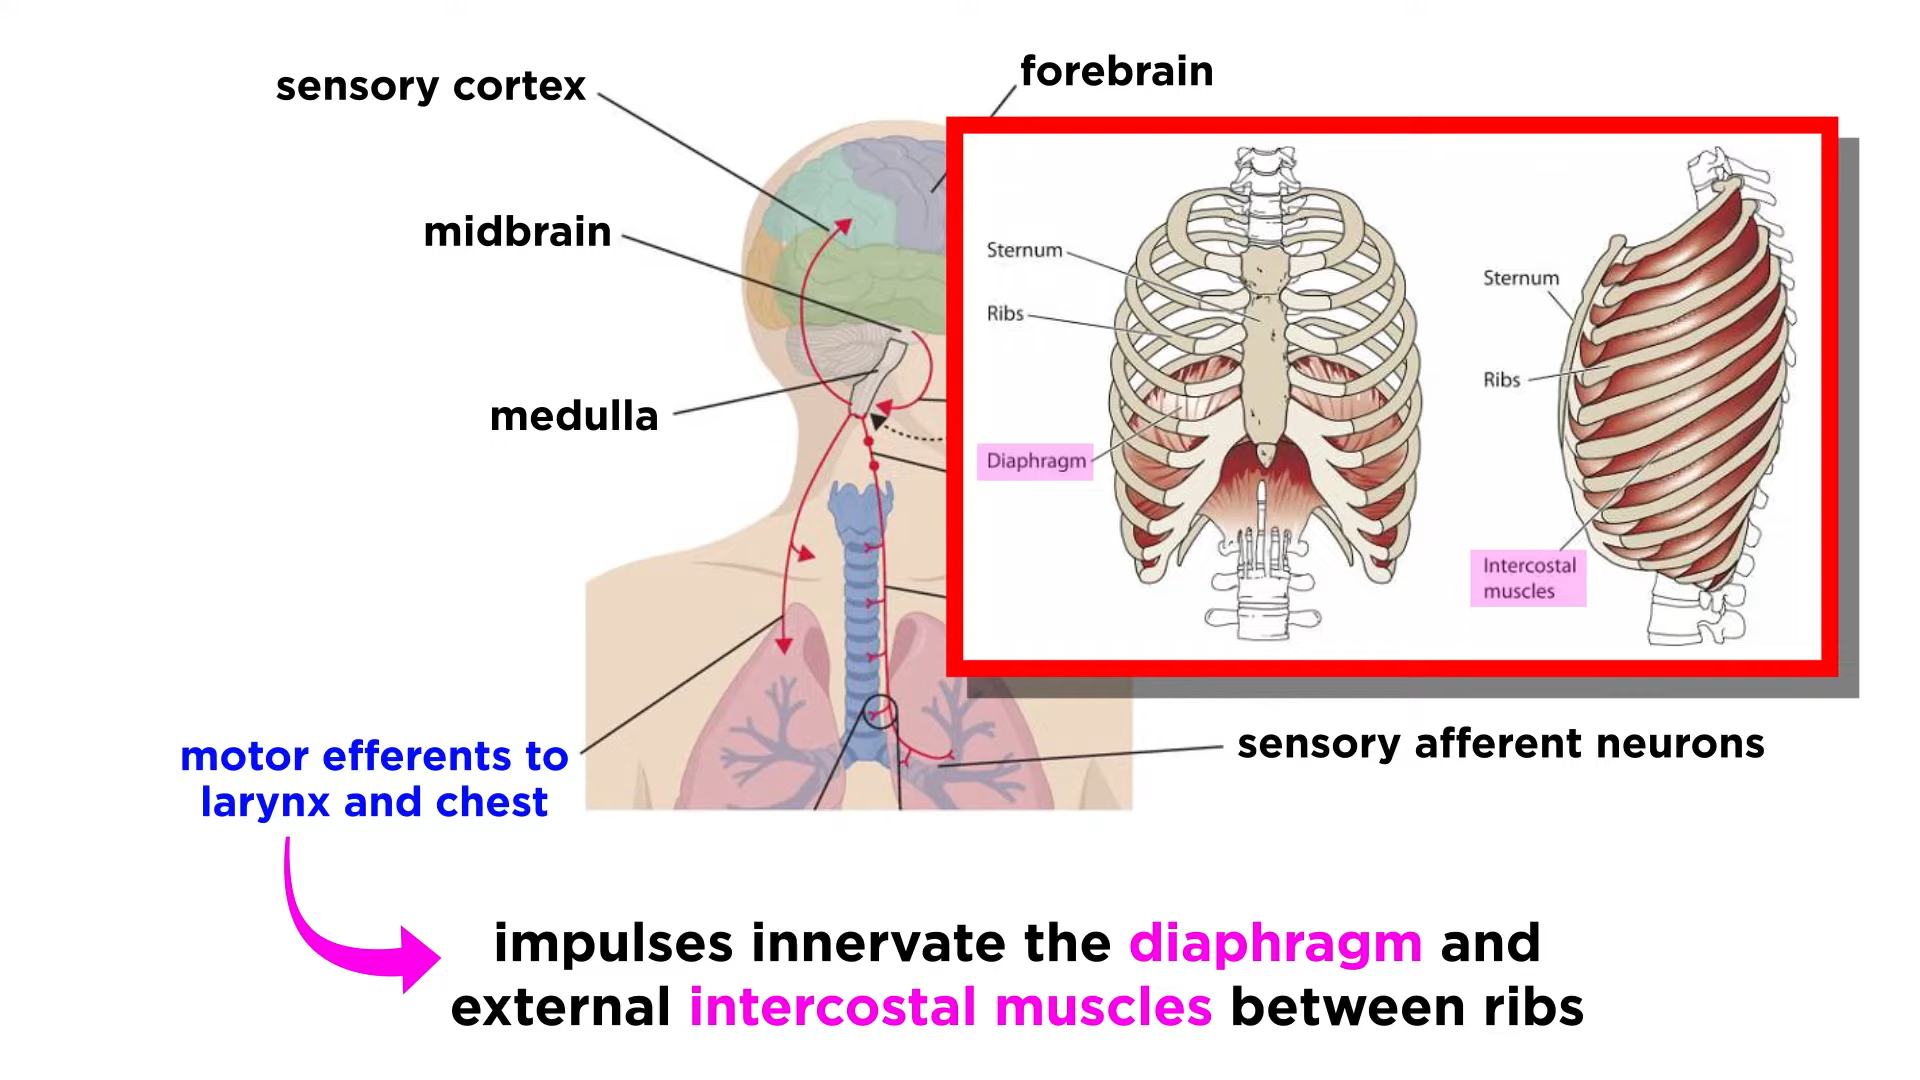 sensory cortex
forebrain
midbrain
medulla
Sternum
Ribs
Diaphragm
Sternum
Ribs
Intercostal
muscles
sensory afferent neurons
motor efferents to
larynx and chest
impulses innervate the diaphragm and
external intercostal muscles between ribs